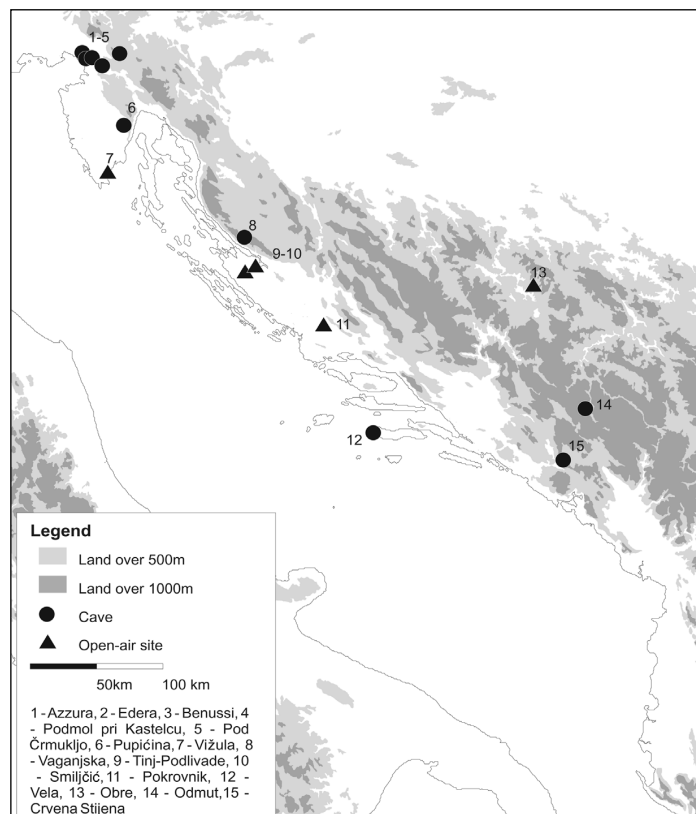 1-5
6
7
8
9-10
11
12
13
14
15
Legend
Land over 500m
Land over 1000m
Cave
Open-air site
50km 100 km
1 - Azzura, 2 - Edera, 3 - Benussi, 4
- Podmol pri Kastelcu, 5 - Pod
Črmukljo, 6 - Pupićina, 7 - Vižula, 8
- Vaganjska, 9 - Tinj-Podlivade, 10
- Smiljčić, 11 - Pokrovnik, 12 -
Vela, 13 - Obre, 14 - Odmut, 15 -
Crvena Stijena